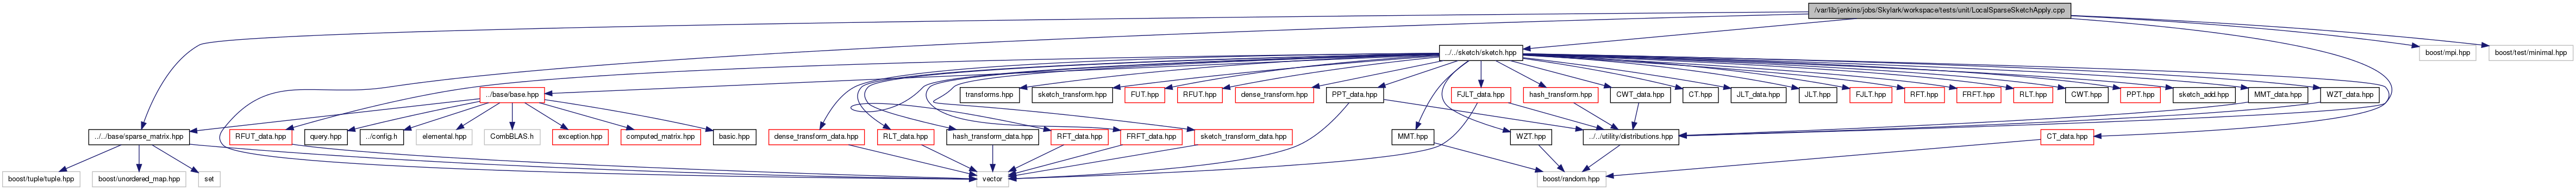 /var/lib/jenkins/jobs/Skylark/workspace/tests/unit/LocalSparseSketchApply.cpp
../../sketch/sketch.hpp
boost/mpi.hpp
boost/test/minimal.hpp
../base/base.hpp
transforms.hpp
sketch_transform.hpp
FUT.hpp
RFUT.hpp
dense_transform.hpp
PPT_data.hpp
FJLT_data.hpp
hash_transform.hpp
CWT_data.hpp
CT.hpp
JLT_data.hpp
JLT.hpp
FJLT.hpp
RFT.hpp
FRFT.hpp
RLT.hpp
CWT.hpp
PPT.hpp
sketch_add.hpp
MMT_data.hpp
WZT_data.hpp
../../base/sparse_matrix.hpp
RFUT_data.hpp
query.hpp
.../config.h
elemental.hpp
CombBLAS.h
exception.hpp
computed_matrix.hpp
basic.hpp
dense_transform_data.hpp
RLT_data.hpp
hash_transform_data.hpp
RFT_data.hpp
FRFT_data.hpp
sketch_transform_data.hpp
MMT.hpp
WZT.hpp
../../utility/distributions.hpp
CT_data.hpp
boost/tuple/tuple.hpp
boost/unordered_map.hpp
set
vector
boost/random.hpp